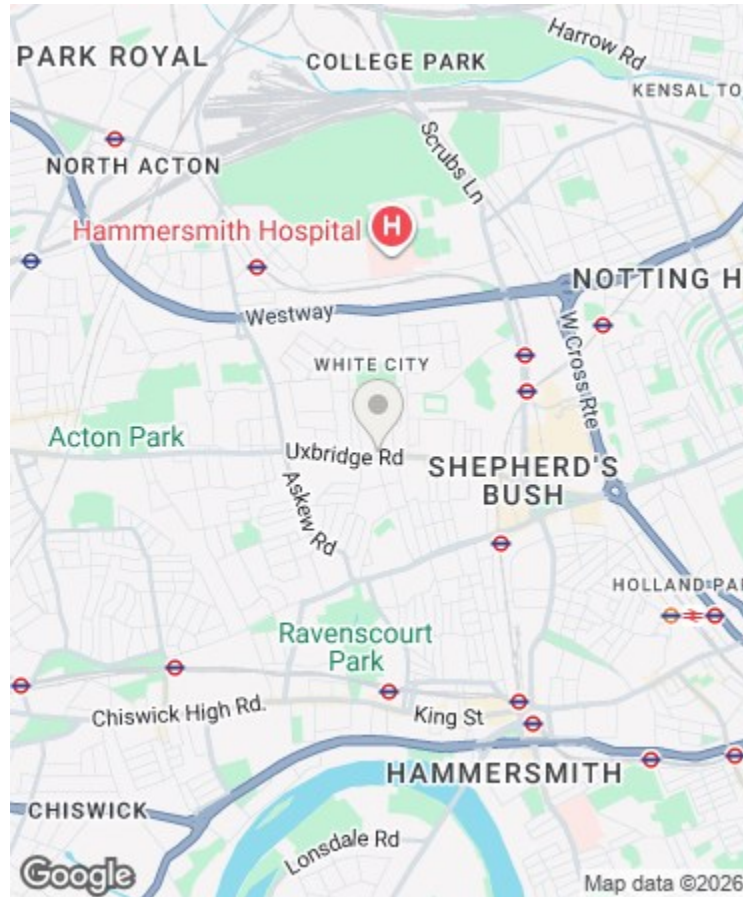 PARK ROYAL
COLLEGE PARK
Harrow Rd
KENSAL TO
Scrubs Ln
NORTH ACTON
Hammersmith Hospital
H
NOTTING H
Westway
W Cross Rte
WHITE CITY
Acton Park
Uxbridge Rd
SHEPHERD'S
BUSH
Askew Rd
HOLLAND PAR
Ravenscourt
Park
Chiswick High Rd.
King St
HAMMERSMITH
CHISWICK
Lonsdale Rd
Google
Map data ©2026